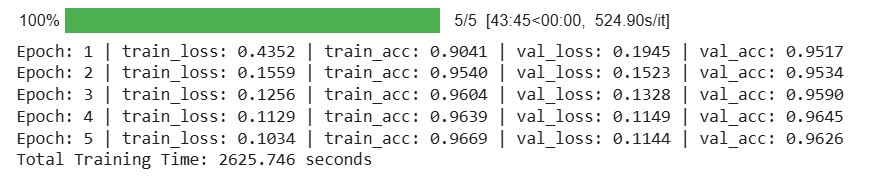 100% 5/5 [43:45<00:00, 524.90s/it]
Epoch: 1 | train_loss: 0.4352 | train_acc: 0.9041 | val_loss: 0.1945 | val_acc: 0.9517
Epoch: 2 | train_loss: 0.1559 | train_acc: 0.9540 | val_loss: 0.1523 | val_acc: 0.9534
Epoch: 3 | train_loss: 0.1256 | train_acc: 0.9604 | val_loss: 0.1328 | val_acc: 0.9590
Epoch: 4 | train_loss: 0.1129 | train_acc: 0.9639 | val_loss: 0.1149 | val_acc: 0.9645
Epoch: 5 | train_loss: 0.1034 | train_acc: 0.9669 | val_loss: 0.1144 | val_acc: 0.9626
Total Training Time: 2625.746 seconds